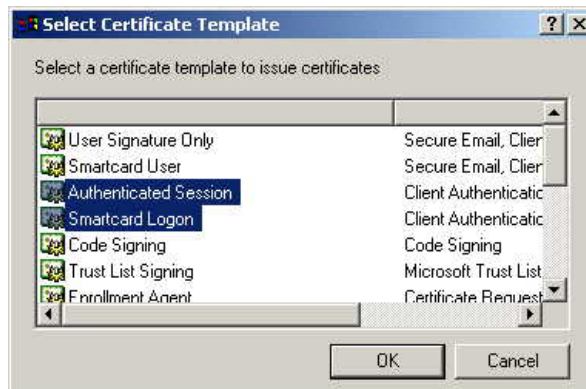 Select Certificate Template
Select a certificate template to issue certificates
User Signature Only Secure Email, Clier
Smartcard User Secure Email, Clier
Authenticated Session Client Authenticatic
Smartcard Logon Client Authenticatic
Code Signing Code Signing
Trust List Signing Microsoft Trust List
Enrollment Agent Certificate Request
OK Cancel